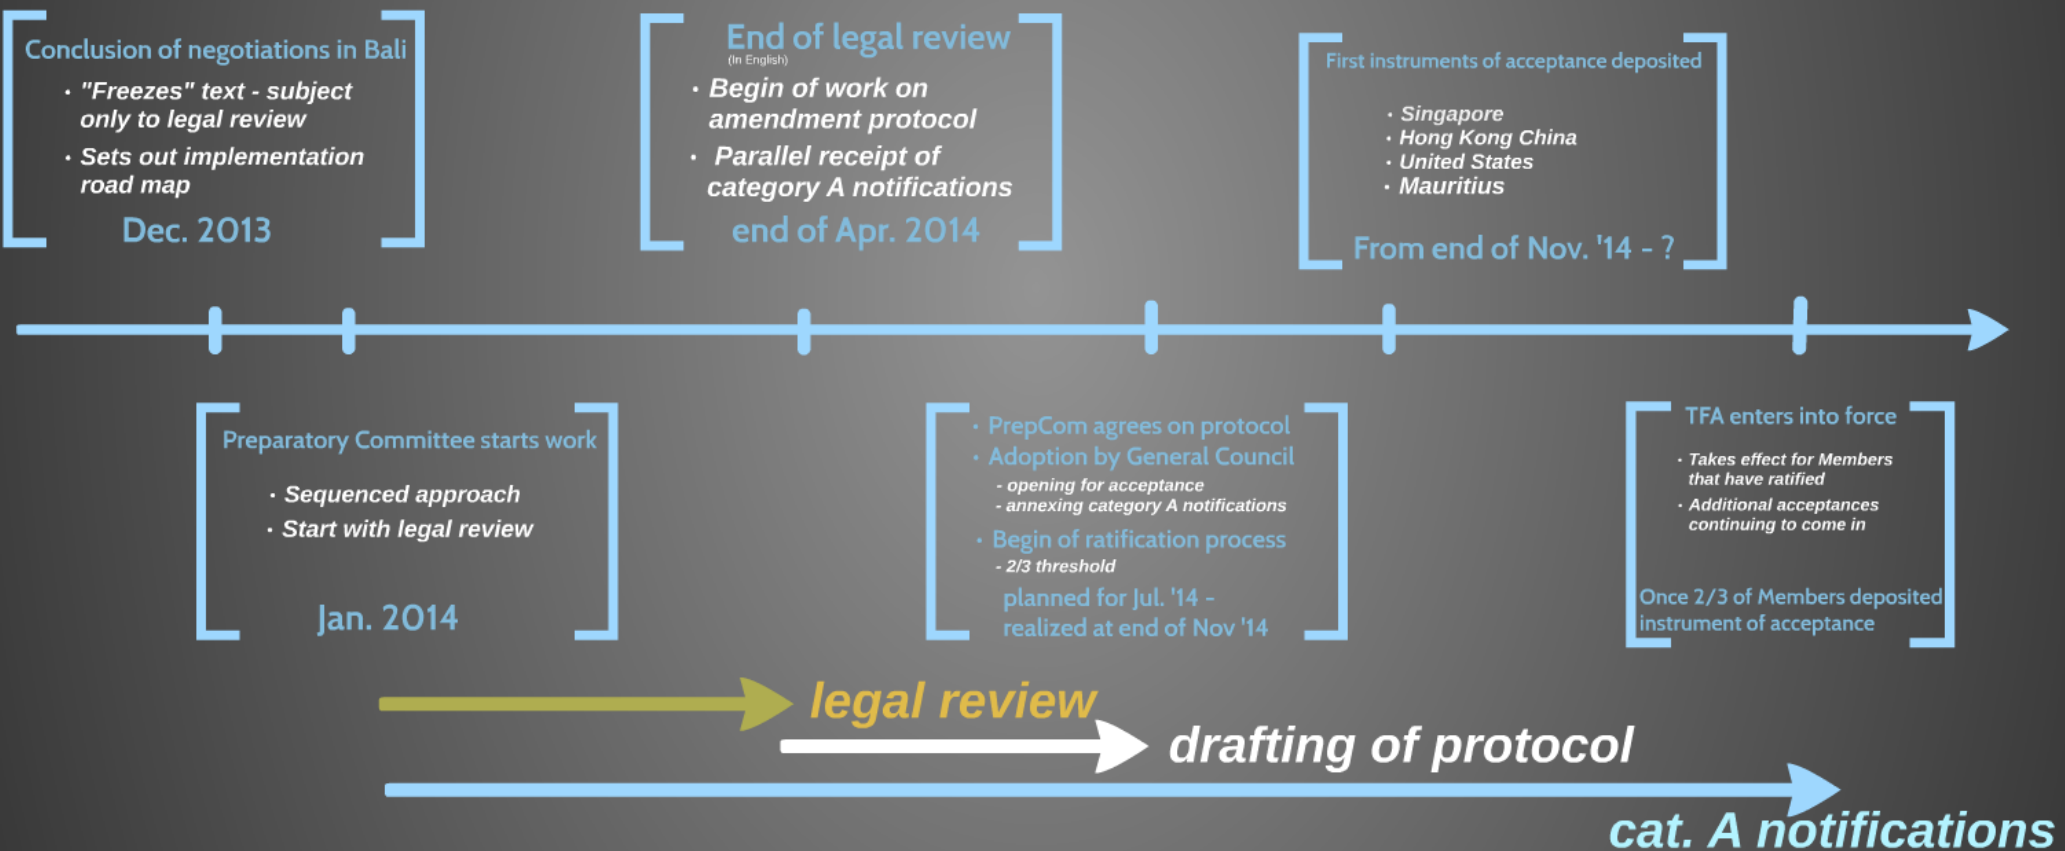 Conclusion of negotiations in Bali
· "Freezes" text - subject
only to legal review
· Sets out implementation
road map
Dec. 2013
End of legal review
(In English)
· Begin of work on
amendment protocol
· Parallel receipt of
category A notifications
end of Apr. 2014
First instruments of acceptance deposited
· Singapore
· Hong Kong China
· United States
· Mauritius
From end of Nov. '14 - ?
Preparatory Committee starts work
· Sequenced approach
· Start with legal review
Jan. 2014
· PrepCom agrees on protocol
· Adoption by General Council
- opening for acceptance
- annexing category A notifications
· Begin of ratification process
- 2/3 threshold
planned for Jul. '14 -
realized at end of Nov '14
TFA enters into force
· Takes effect for Members
that have ratified
· Additional acceptances
continuing to come in
Once 2/3 of Members deposited
instrument of acceptance
legal review
drafting of protocol
cat. A notifications